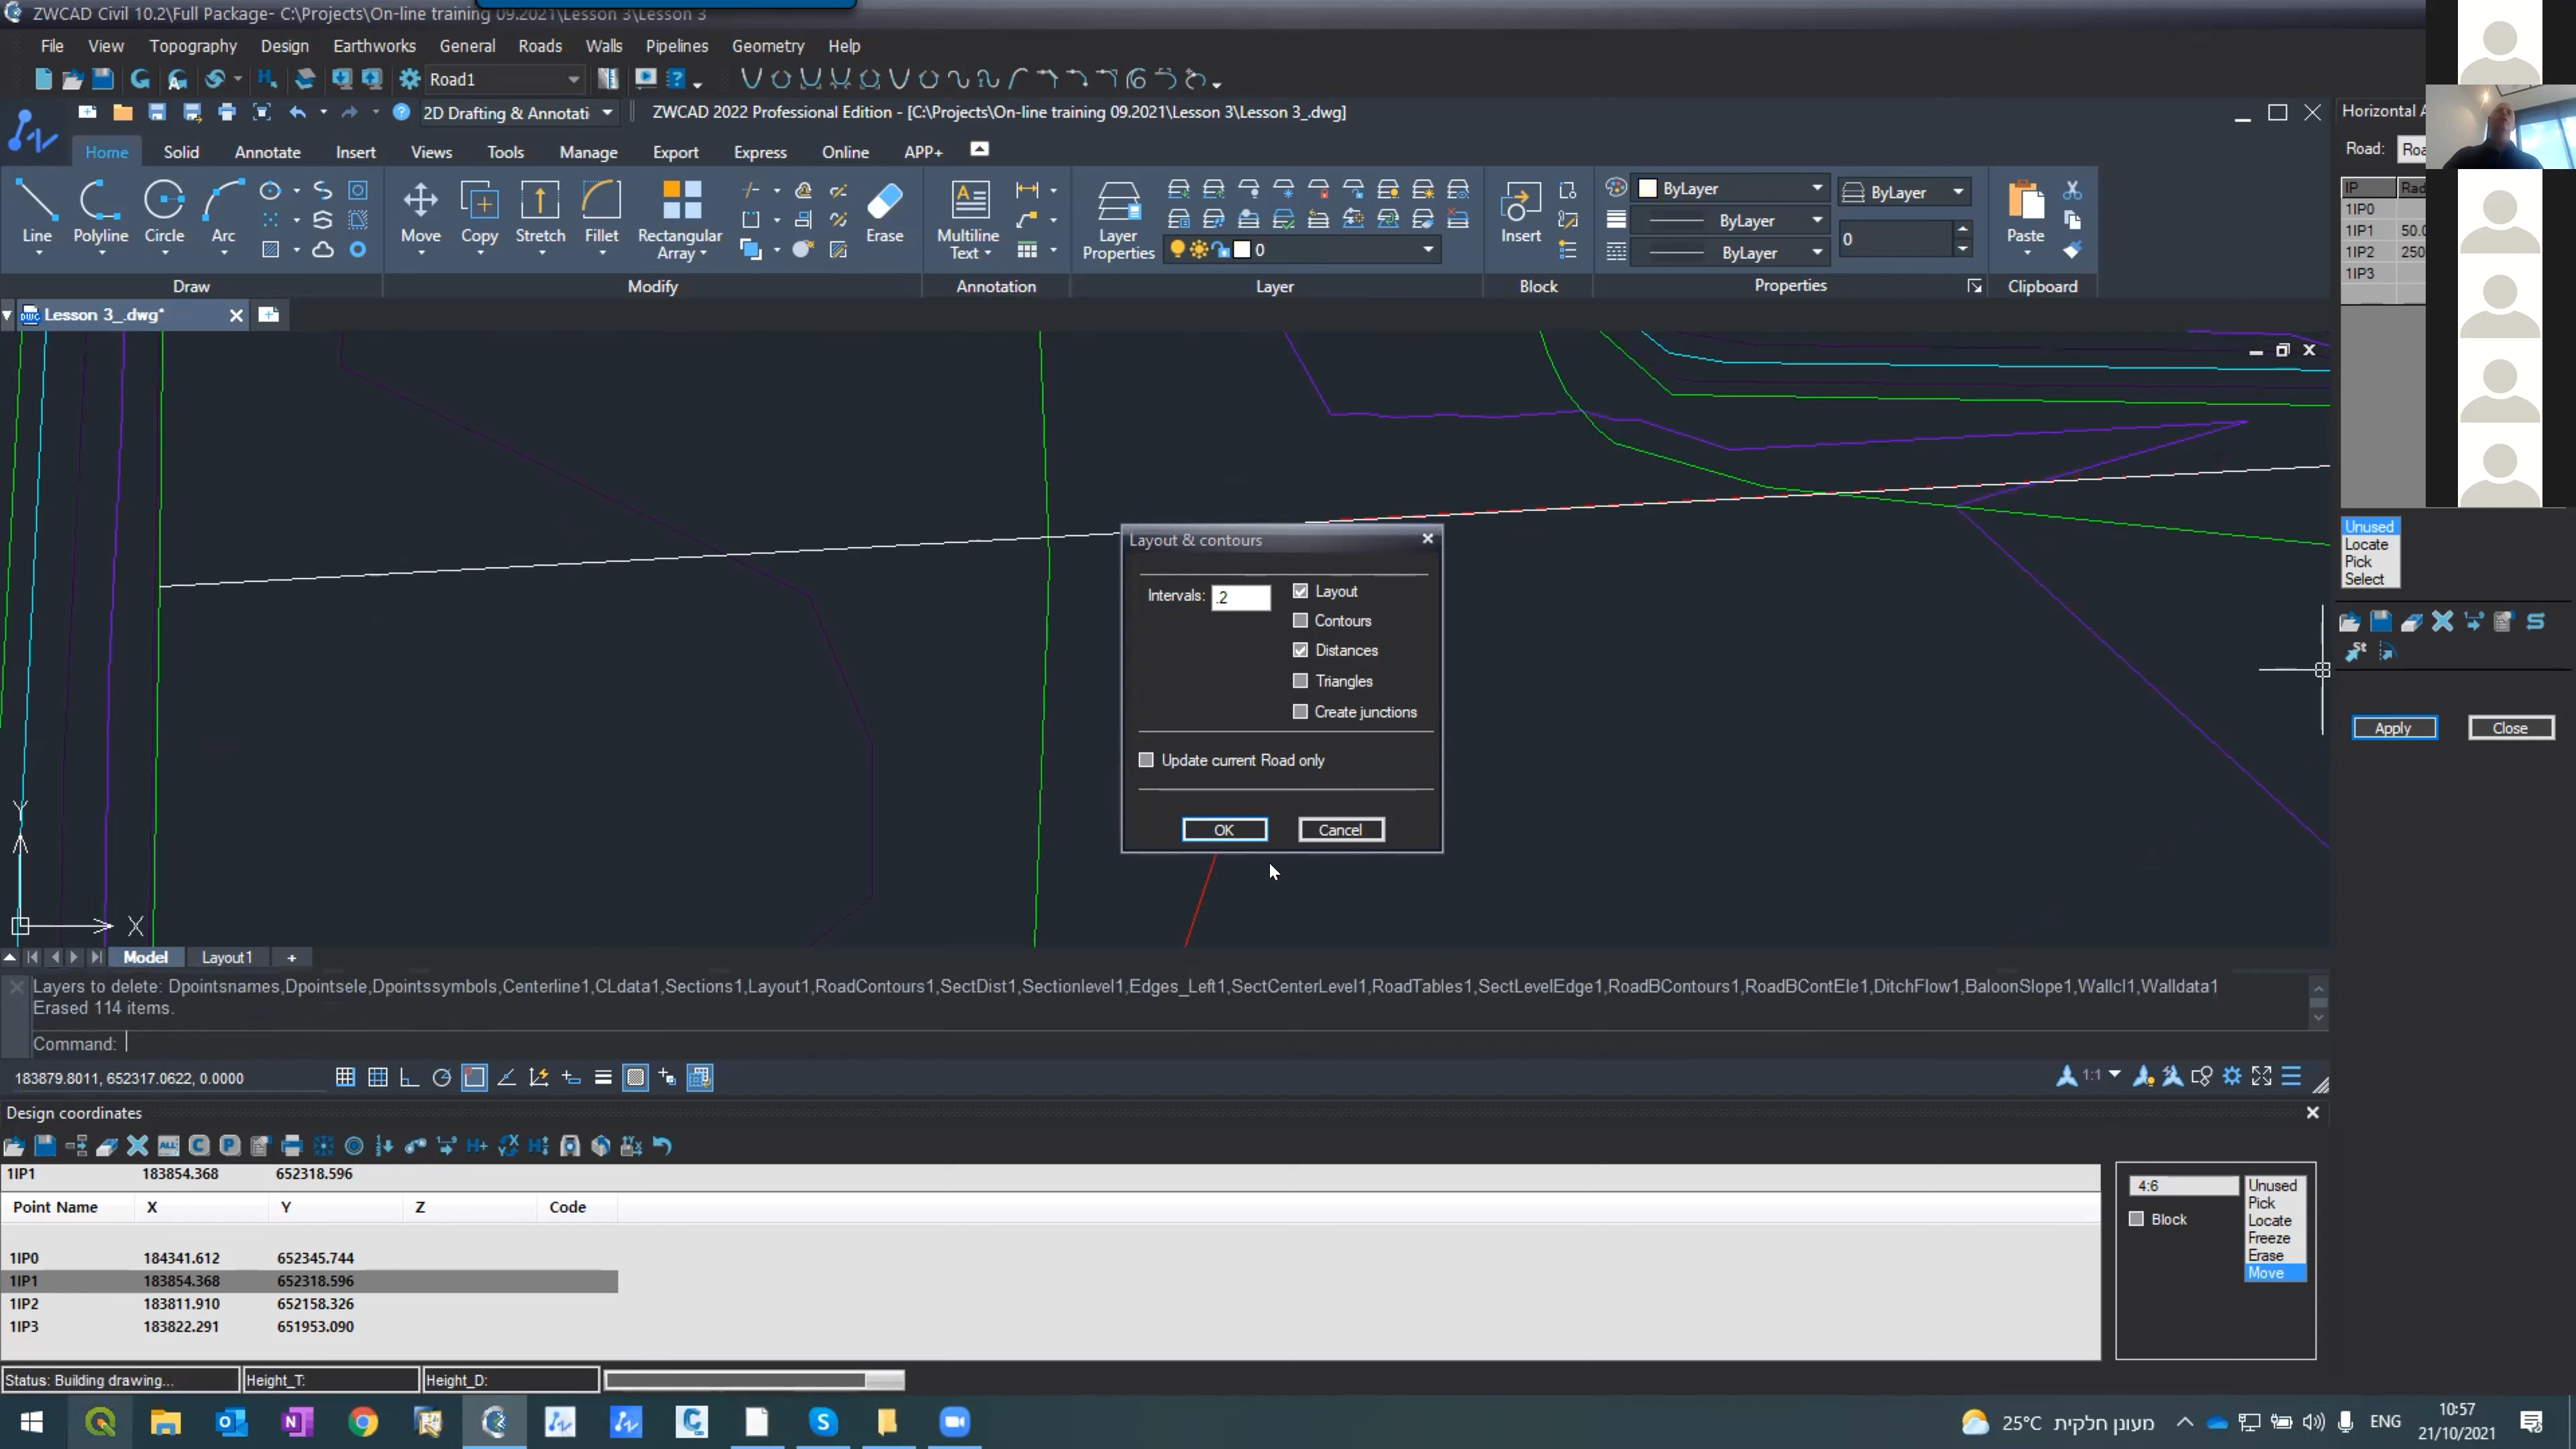 ZWCAD Civil 10.2\Full Package- C:\Projects\On-line training 09.2021\Lesson 3\Lesson 3
File View Topography Design Earthworks General Roads Walls Pipelines Geometry Help
Road1
2D Drafting & Annotati ZWCAD 2022 Professional Edition - [C:\Projects\On-line training 09.2021\Lesson 3\Lesson 3_.dwg]
Home Solid Annotate Insert Views Tools Manage Export Express Online APP+
Line Polyline Circle Arc Move Copy Stretch Fillet Rectangular Array Erase Multiline Text Layer Properties 0 Insert ByLayer ByLayer ByLayer ByLayer 0 Paste
Draw Modify Annotation Layer Block Properties Clipboard
Lesson 3_.dwg*
Horizontal A
Road: Roa
IP Rad
1IP0
1IP1 50.0
1IP2 250
1IP3
Unused
Locate
Pick
Select
St
Apply Close
Layout & contours
Intervals: .2
Layout
Contours
Distances
Triangles
Create junctions
Update current Road only
OK Cancel
Y
X
Model Layout1 +
Layers to delete: Dpointsnames,Dpointsele,Dpointssymbols,Centerline1,CLdata1,Sections1,Layout1,RoadContours1,SectDist1,Sectionlevel1,Edges_Left1,SectCenterLevel1,RoadTables1,SectLevelEdge1,RoadBContours1,RoadBContEle1,DitchFlow1,BaloonSlope1,Wallcl1,Walldata1
Erased 114 items.
Command:
183879.8011, 652317.0622, 0.0000 1:1
Design coordinates
1IP1 183854.368 652318.596
Point Name X Y Z Code
1IP0 184341.612 652345.744
1IP1 183854.368 652318.596
1IP2 183811.910 652158.326
1IP3 183822.291 651953.090
4:6
Block
Unused
Pick
Locate
Freeze
Erase
Move
Status: Building drawing... Height_T: Height_D:
25°C מעונן חלקית ENG
10:57
21/10/2021